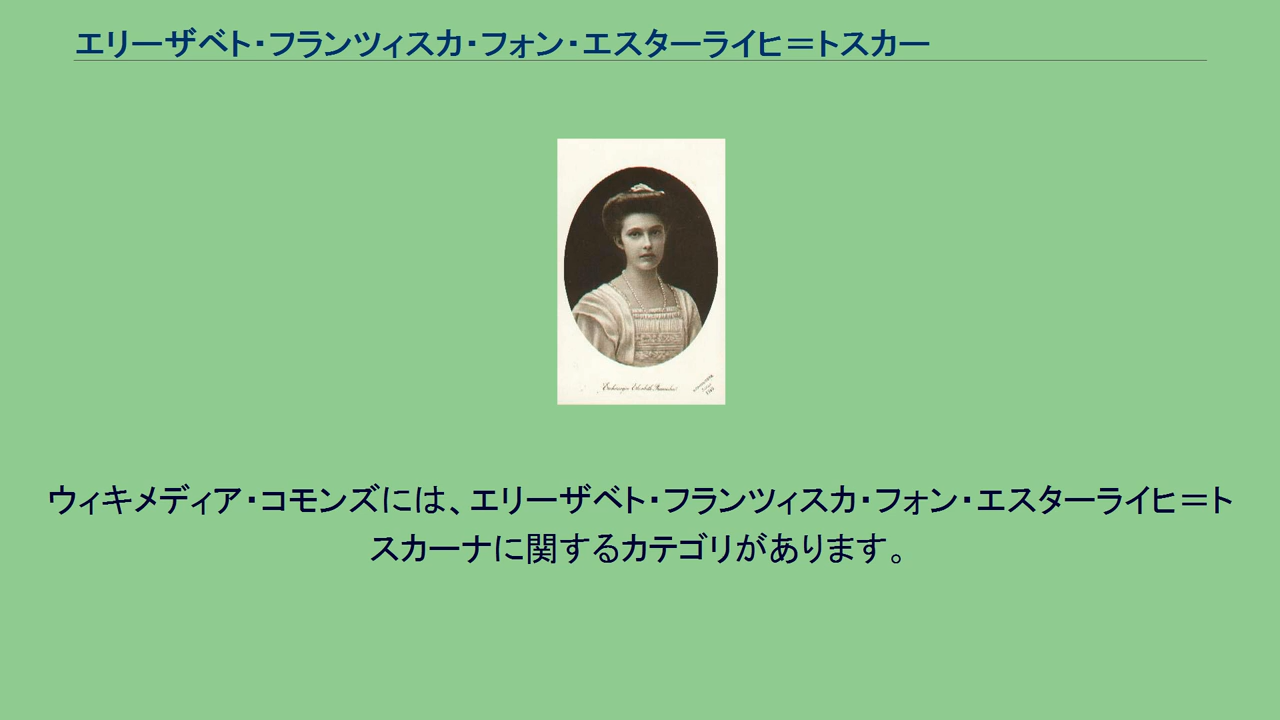 エリーザベト・フランツィスカ・フォン・エスターライヒ＝トスカー
Erzherzogin Elisabeth Franziska
ウィキメディア・コモンズには、エリーザベト・フランツィスカ・フォン・エスターライヒ＝ト
スカーナに関するカテゴリがあります。